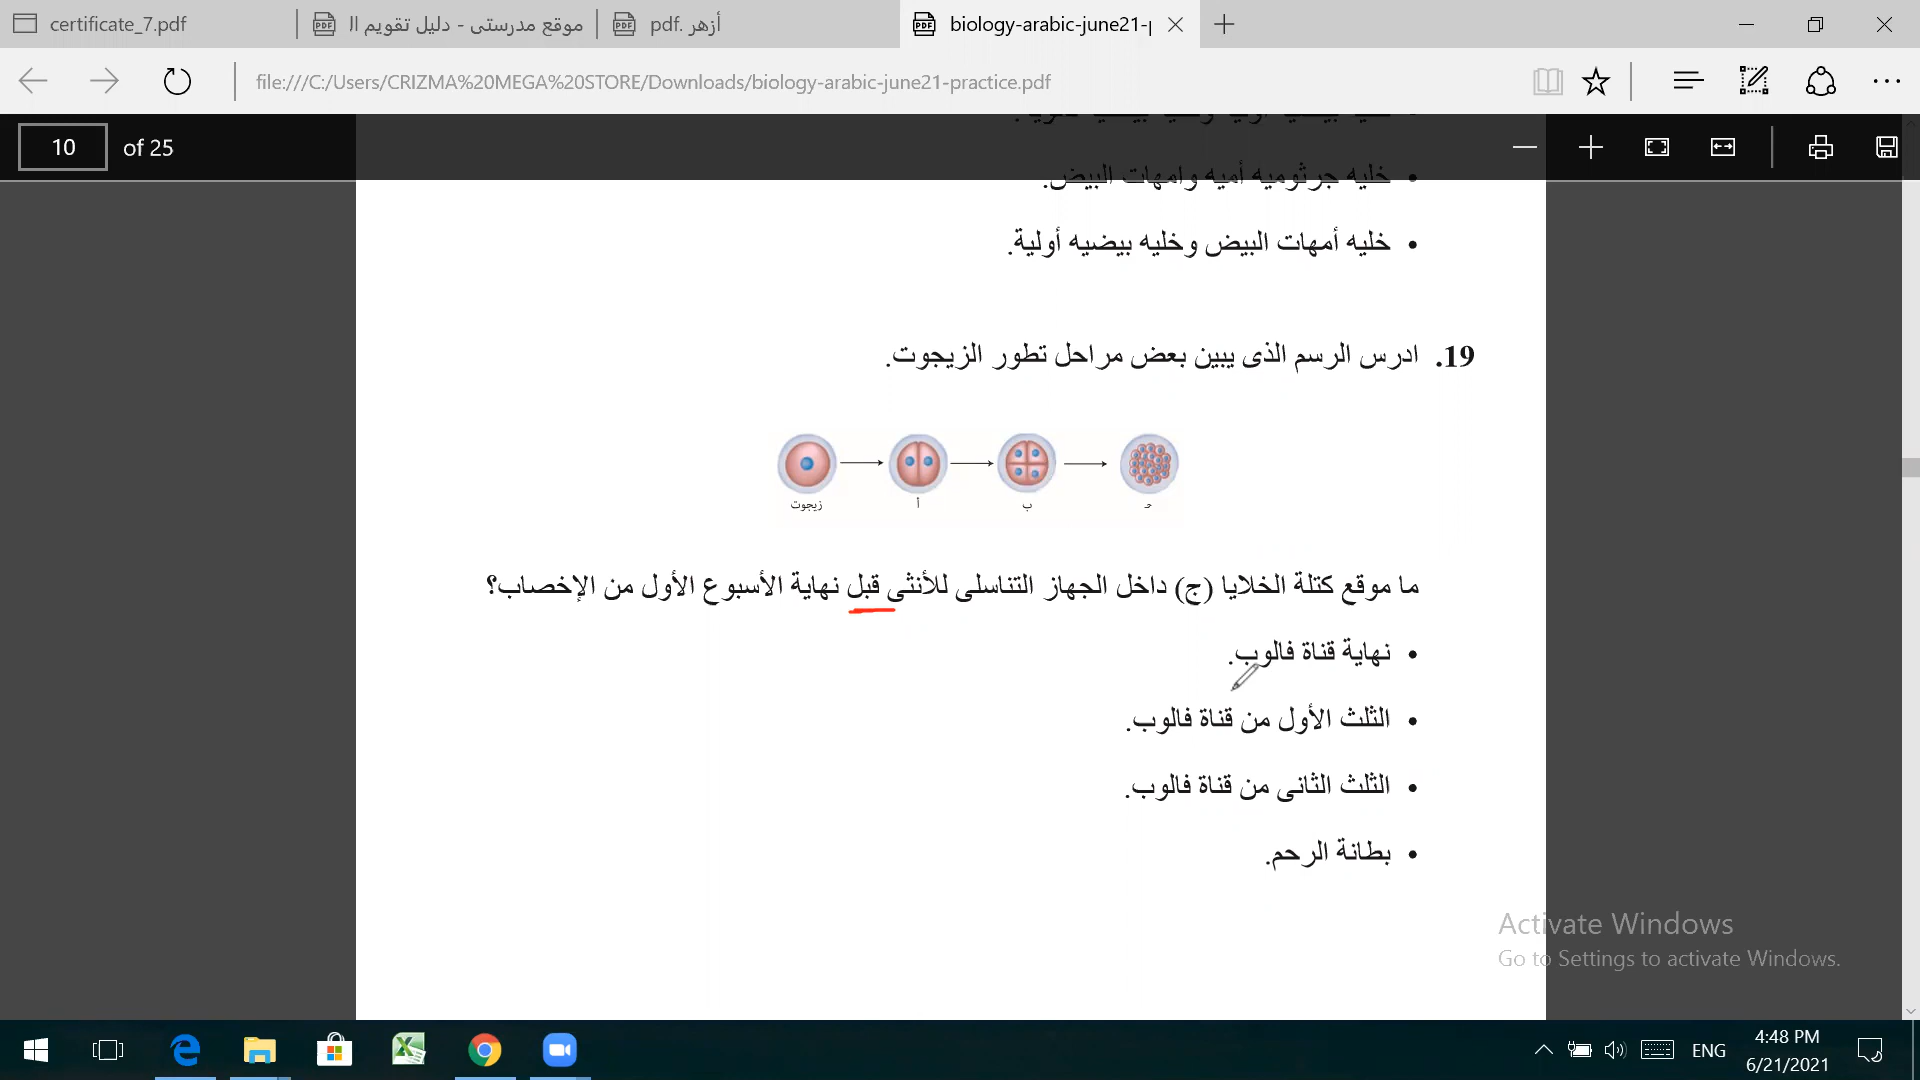 certificate_7.pdf
موقع مدرستى - دليل تقويم ال
أزهر .pdf
biology-arabic-june21-p
file:///C:/Users/CRIZMA%20MEGA%20STORE/Downloads/biology-arabic-june21-practice.pdf
10 of 25
• خليه جرثوميه أميه وامهات البيض.
• خليه أمهات البيض وخليه بيضيه أولية.
19. ادرس الرسم الذى يبين بعض مراحل تطور الزيجوت.
زيجوت
أ
ب
جـ
ما موقع كتلة الخلايا (ج) داخل الجهاز التناسلى للأنثى قبل نهاية الأسبوع الأول من الإخصاب؟
• نهاية قناة فالوب.
• الثلث الأول من قناة فالوب.
• الثلث الثانى من قناة فالوب.
• بطانة الرحم.
Activate Windows
Go to Settings to activate Windows.
ENG
4:48 PM
6/21/2021